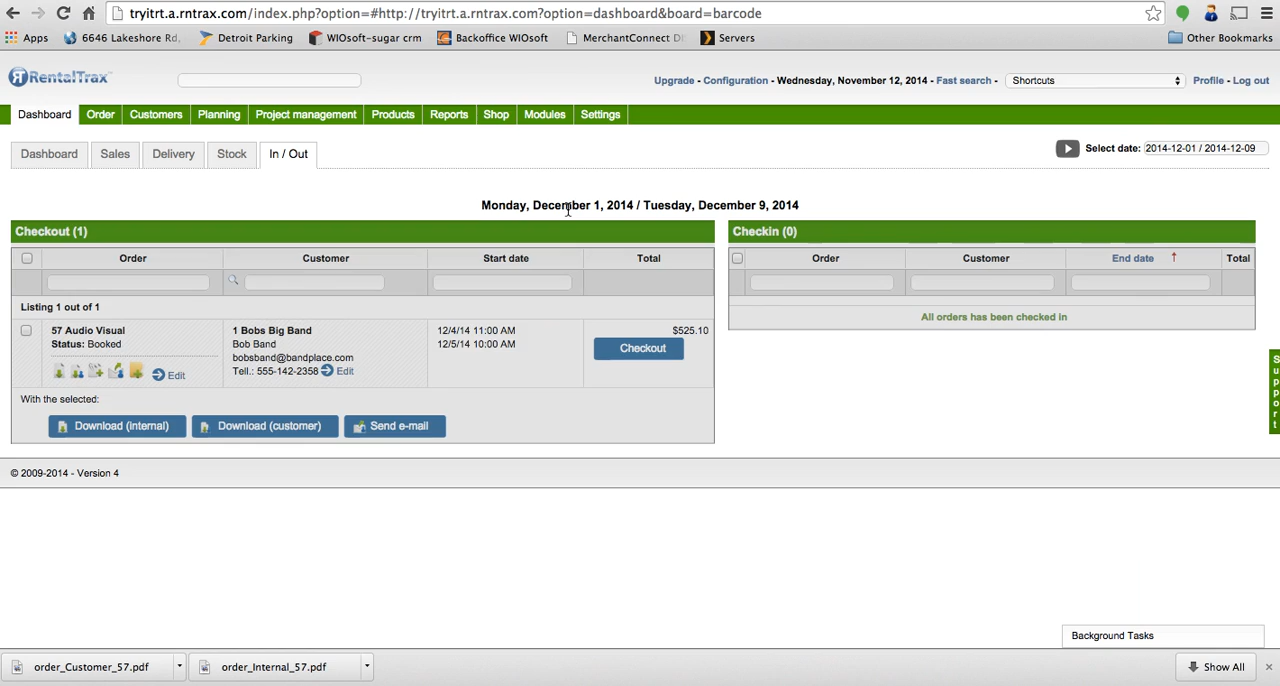 tryitrt.a.rntrax.com/index.php?option=#http://tryitrt.a.rntrax.com?option=dashboard&board=barcode
Apps 6646 Lakeshore Rd, Detroit Parking WIOsoft-sugar crm Backoffice WIOsoft MerchantConnect Servers Other Bookmarks
RentalTrax Upgrade - Configuration - Wednesday, November 12, 2014 - Fast search - Shortcuts Profile - Log out
Dashboard Order Customers Planning Project management Products Reports Shop Modules Settings
Dashboard Sales Delivery Stock In / Out Select date: 2014-12-01 / 2014-12-09
Monday, December 1, 2014 / Tuesday, December 9, 2014
Checkout (1) Checkin (0)
Order Customer Start date Total Order Customer End date Total
Listing 1 out of 1
All orders has been checked in
57 Audio Visual 1 Bobs Big Band 12/4/14 11:00 AM $525.10
Status: Booked Bob Band 12/5/14 10:00 AM Checkout
bobsband@bandplace.com
Edit Tell.: 555-142-2358 Edit
With the selected:
Download (internal) Download (customer) Send e-mail
Support
© 2009-2014 - Version 4
Background Tasks
order_Customer_57.pdf order_Internal_57.pdf Show All